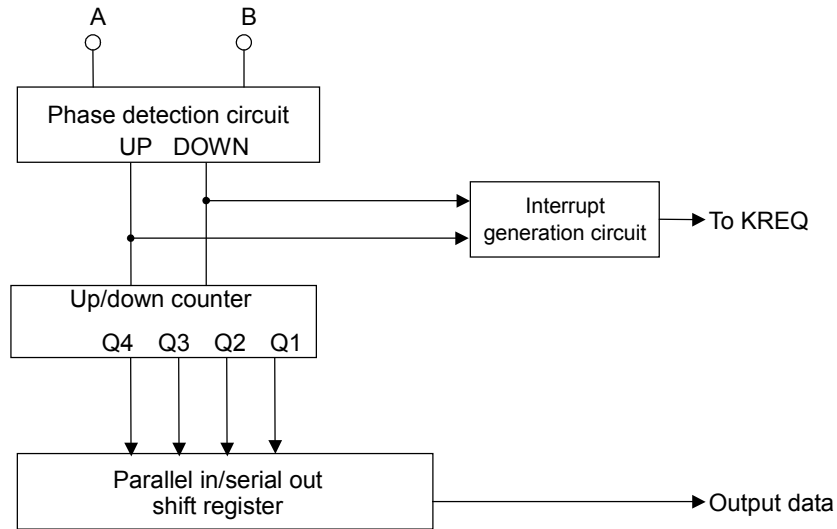 A B
Phase detection circuit
UP DOWN
Interrupt
generation circuit
To KREQ
Up/down counter
Q4 Q3 Q2 Q1
Parallel in/serial out
shift register
Output data